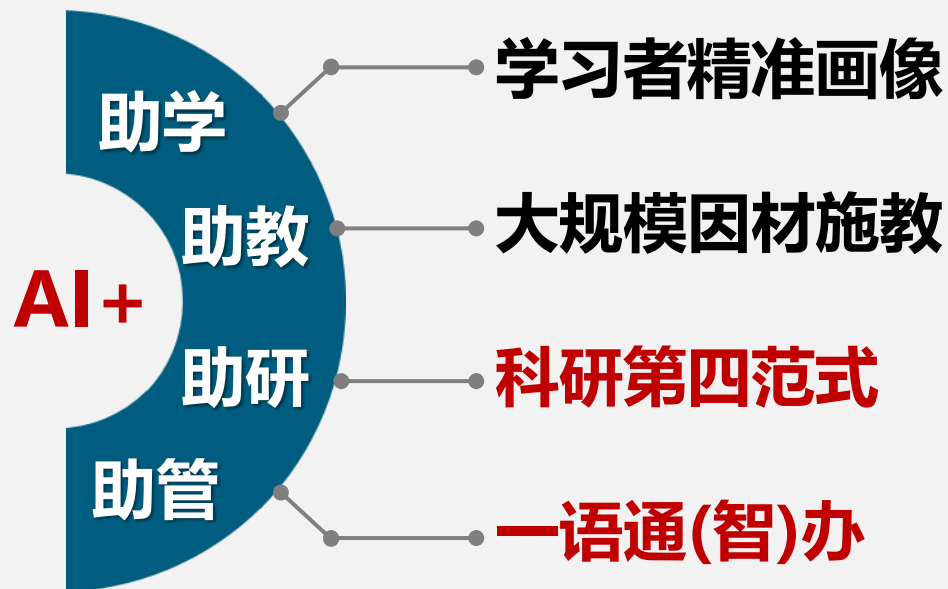 AI+
助学
学习者精准画像
助教
大规模因材施教
助研
科研第四范式
助管
一语通(智)办